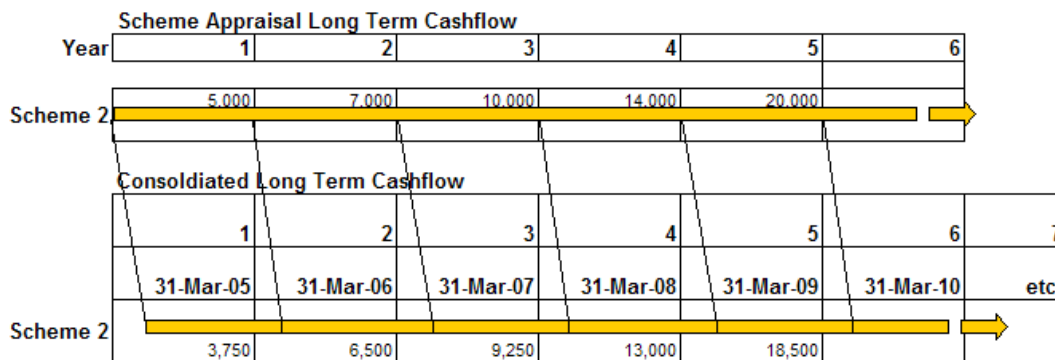 Scheme Appraisal Long Term Cashflow
Year 1 2 3 4 5 6
5,000 7,000 10,000 14,000 20,000
Scheme 2
Consoldiated Long Term Cashflow
1 2 3 4 5 6 7
31-Mar-05 31-Mar-06 31-Mar-07 31-Mar-08 31-Mar-09 31-Mar-10 etc
Scheme 2
3,750 6,500 9,250 13,000 18,500